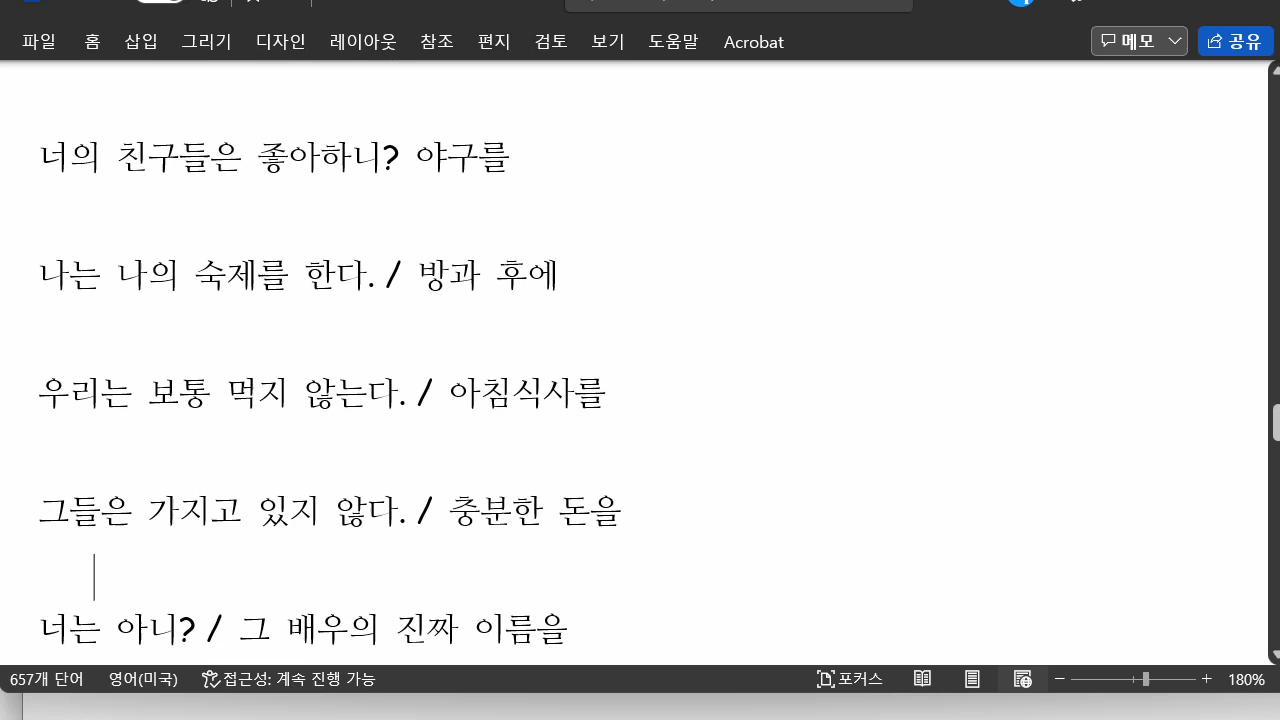 파일 홈 삽입 그리기 디자인 레이아웃 참조 편지 검토 보기 도움말 Acrobat 메모 공유
너의 친구들은 좋아하니? 야구를
나는 나의 숙제를 한다. / 방과 후에
우리는 보통 먹지 않는다. / 아침식사를
그들은 가지고 있지 않다. / 충분한 돈을
너는 아니? / 그 배우의 진짜 이름을
657개 단어 영어(미국) 접근성: 계속 진행 가능 포커스 180%